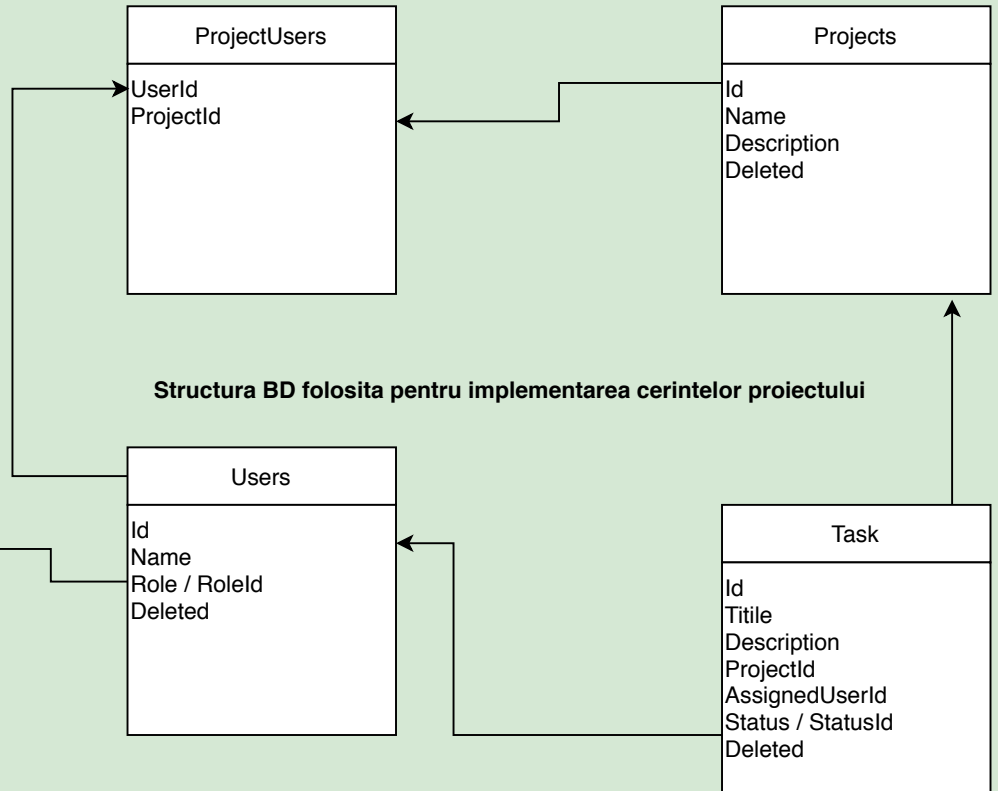 ProjectUsers
UserId
ProjectId
Projects
Id
Name
Description
Deleted
Structura BD folosita pentru implementarea cerintelor proiectului
Users
Id
Name
Role / RoleId
Deleted
Task
Id
Titile
Description
ProjectId
AssignedUserId
Status / StatusId
Deleted